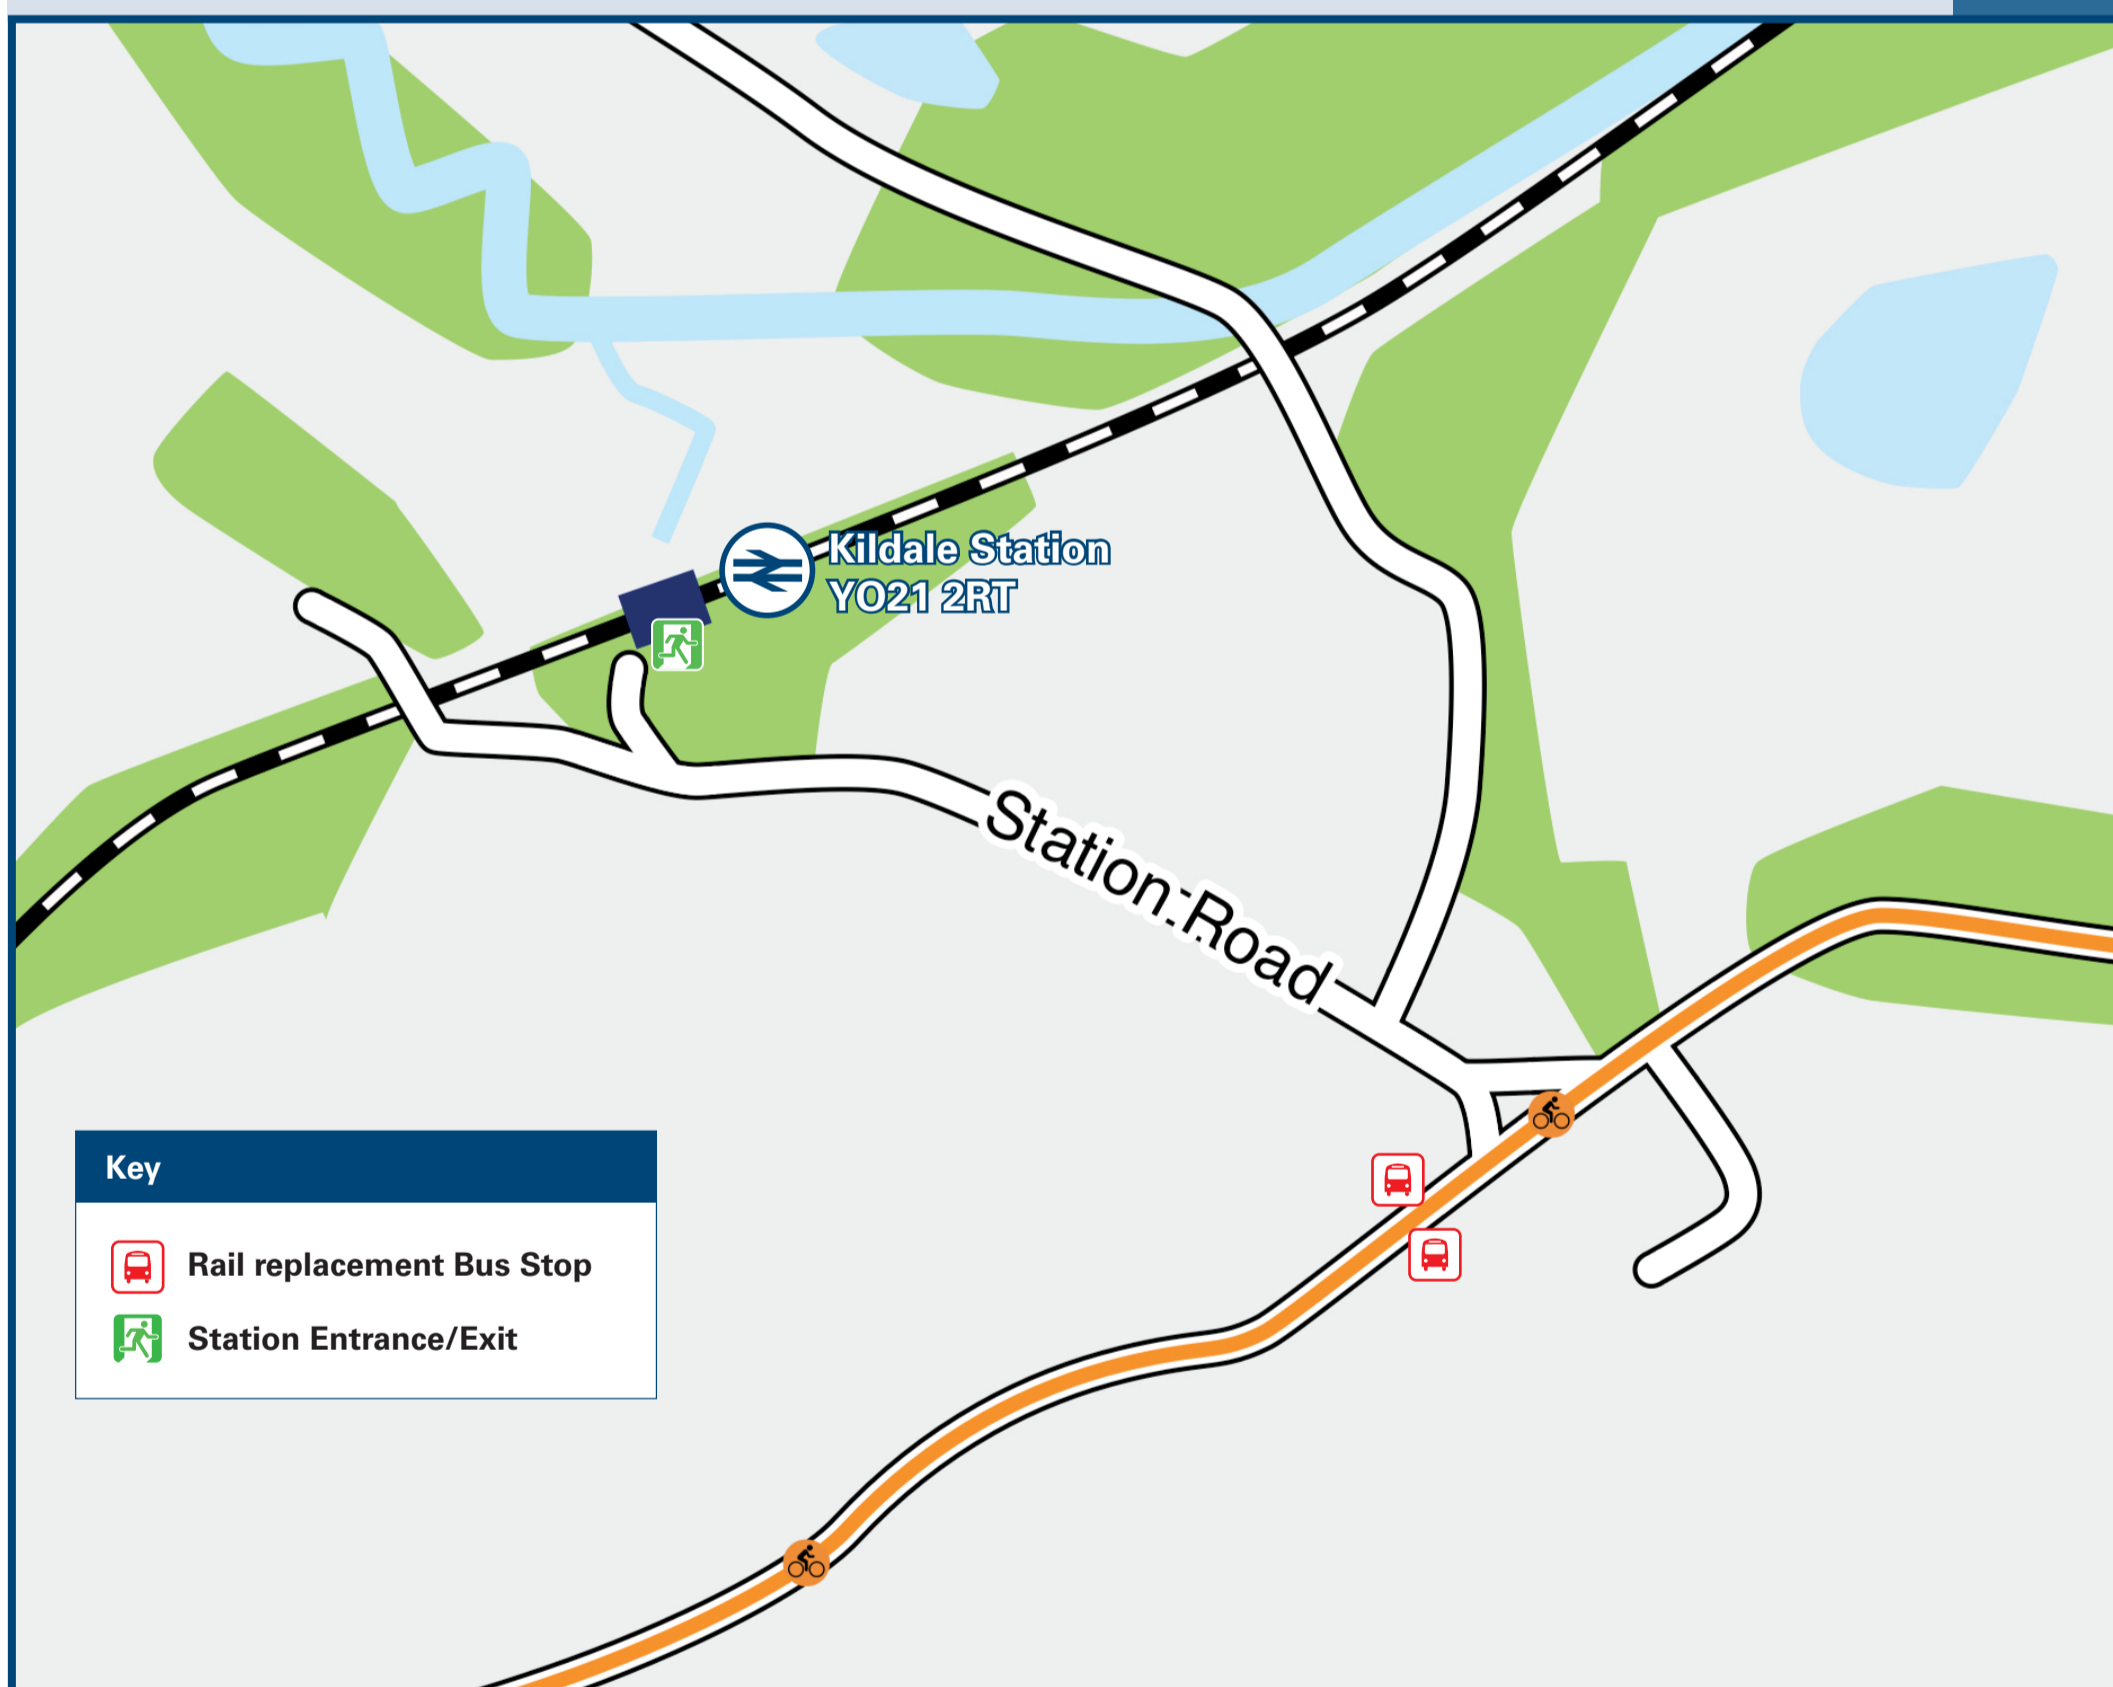 Kildale Station
YO21 2RT
Station Road
Key
Rail replacement Bus Stop
Station Entrance/Exit